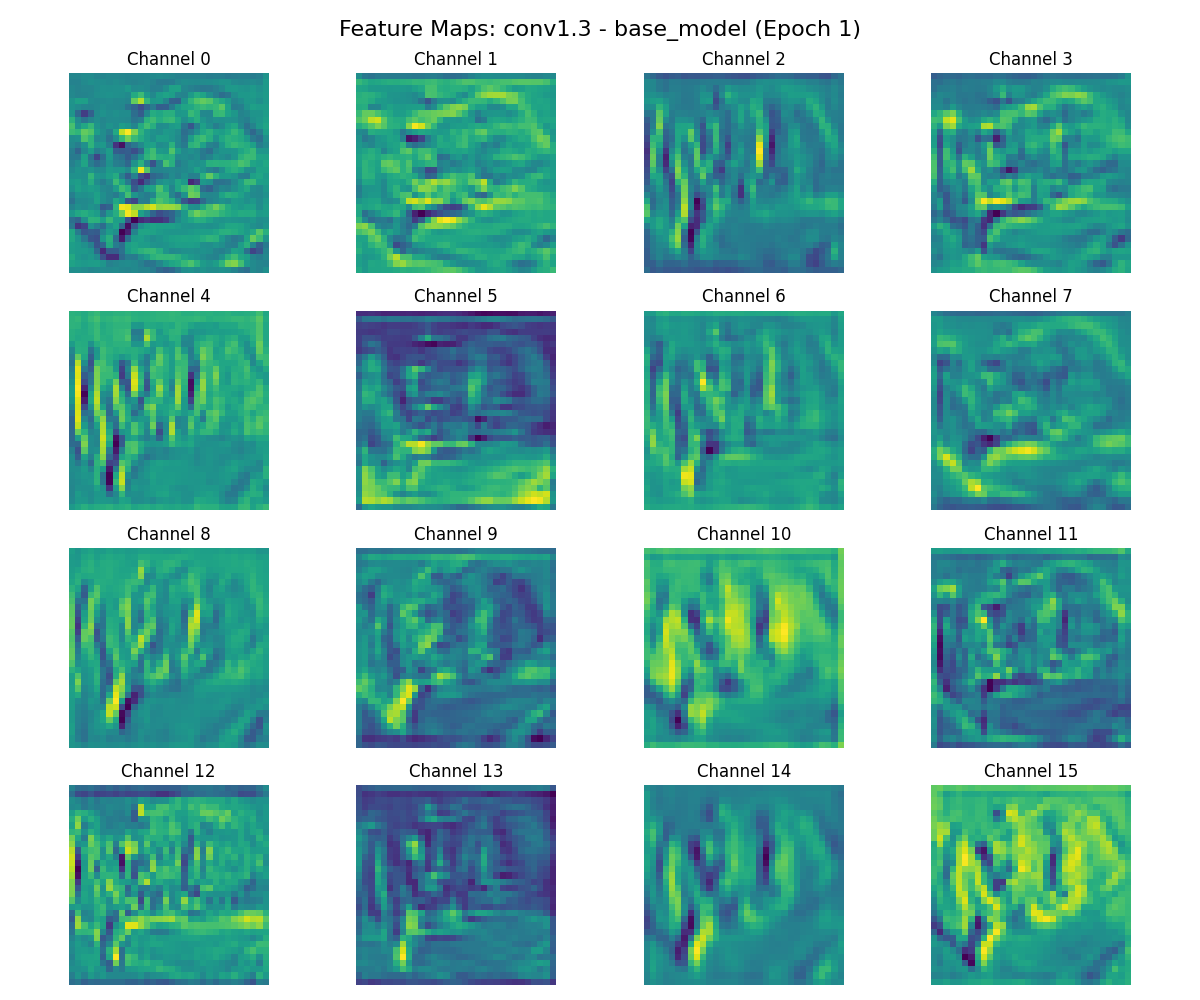 Feature Maps: conv1.3 - base_model (Epoch 1)
Channel 0 Channel 1 Channel 2 Channel 3
Channel 4 Channel 5 Channel 6 Channel 7
Channel 8 Channel 9 Channel 10 Channel 11
Channel 12 Channel 13 Channel 14 Channel 15